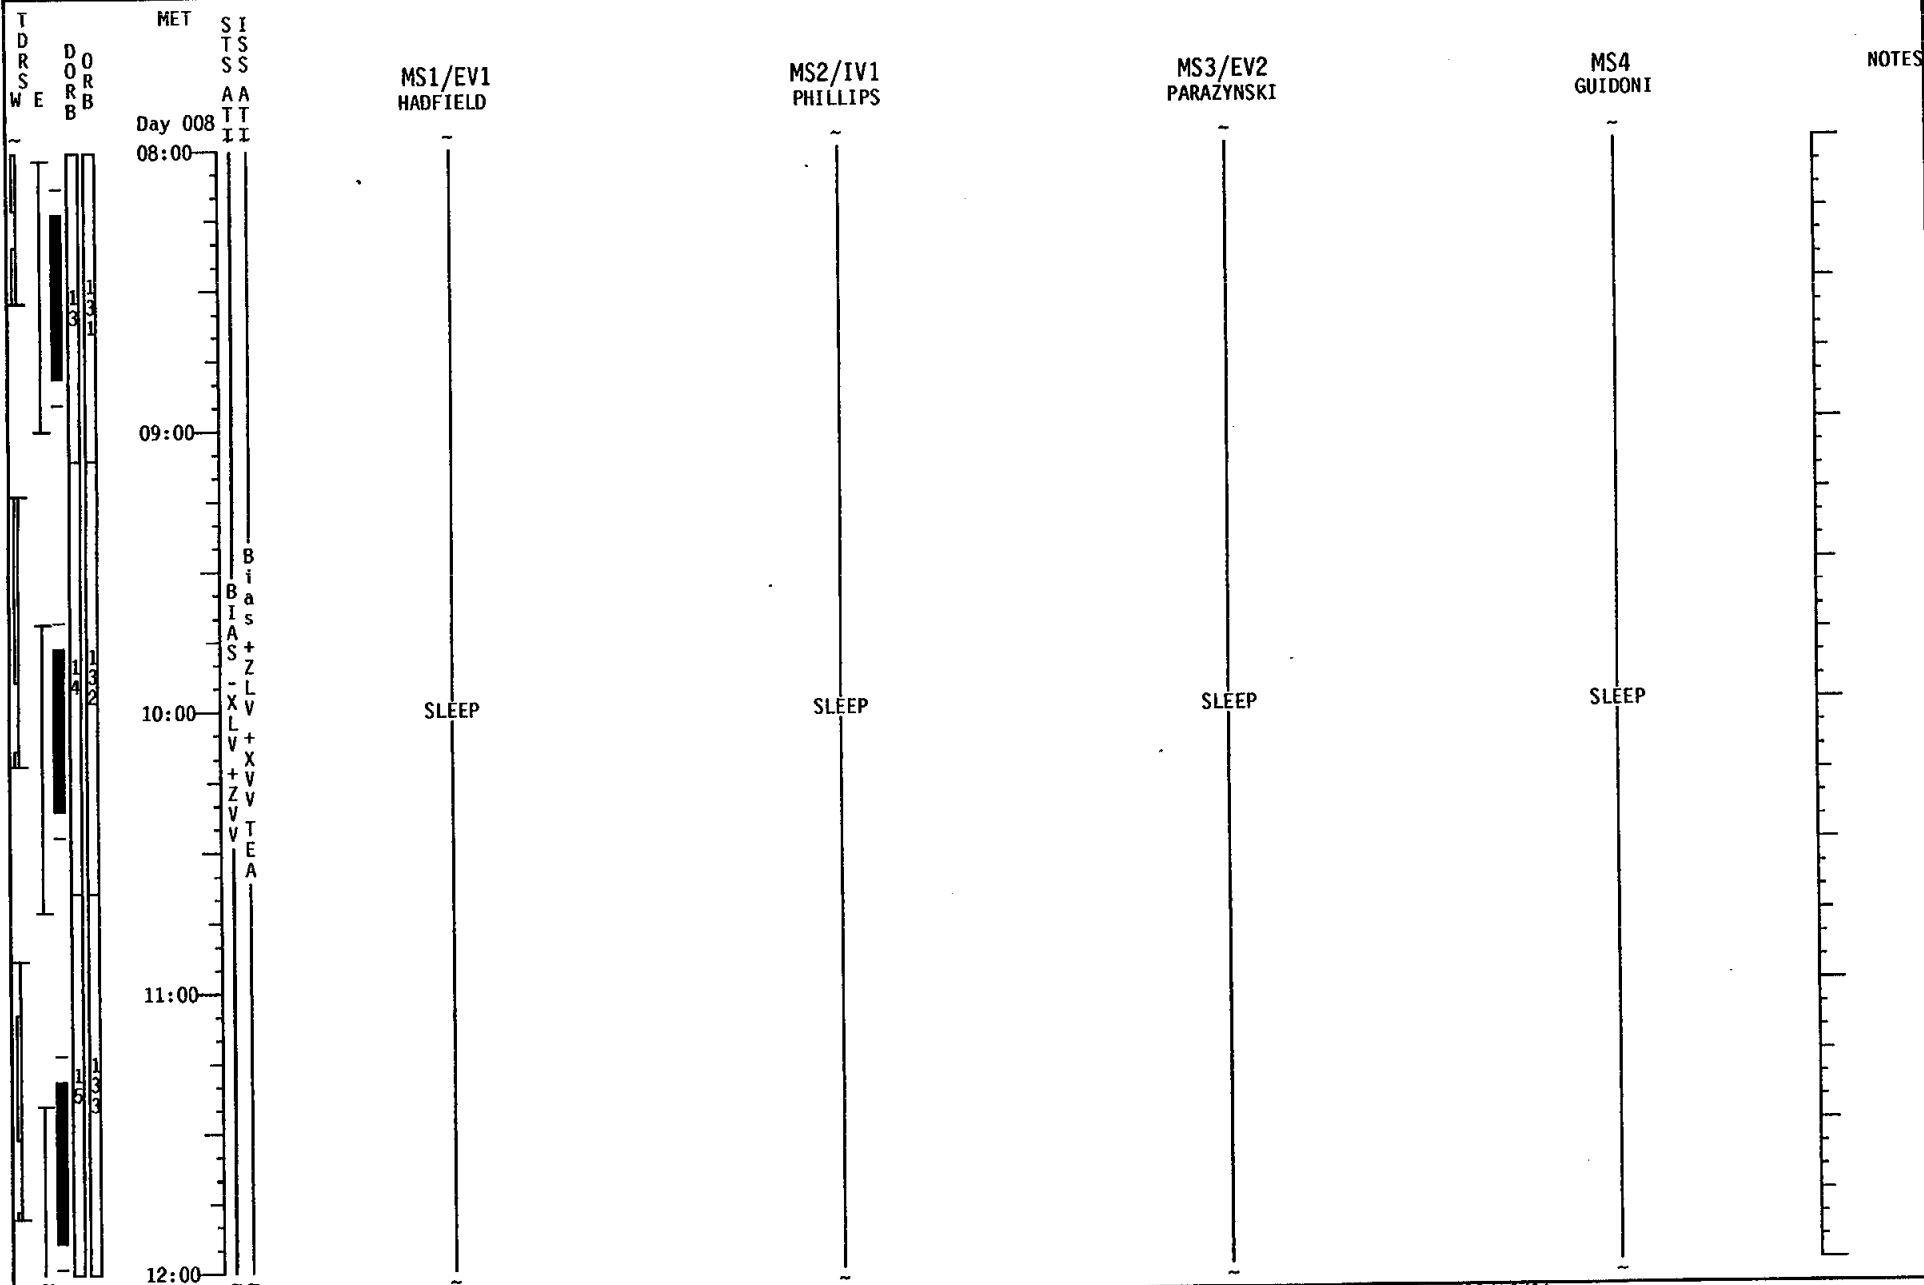 TDRS
W E
DORB
ORB
MET
STS ATT
ISS ATT
MS1/EV1
HADFIELD
MS2/IV1
PHILLIPS
MS3/EV2
PARAZYNSKI
MS4
GUIDONI
NOTES
Day 008
08:00
13
131
09:00
BIAS -XLV +ZVV
Bias +ZLV +XVV TEA
14
132
10:00
SLEEP
SLEEP
SLEEP
SLEEP
11:00
15
133
12:00